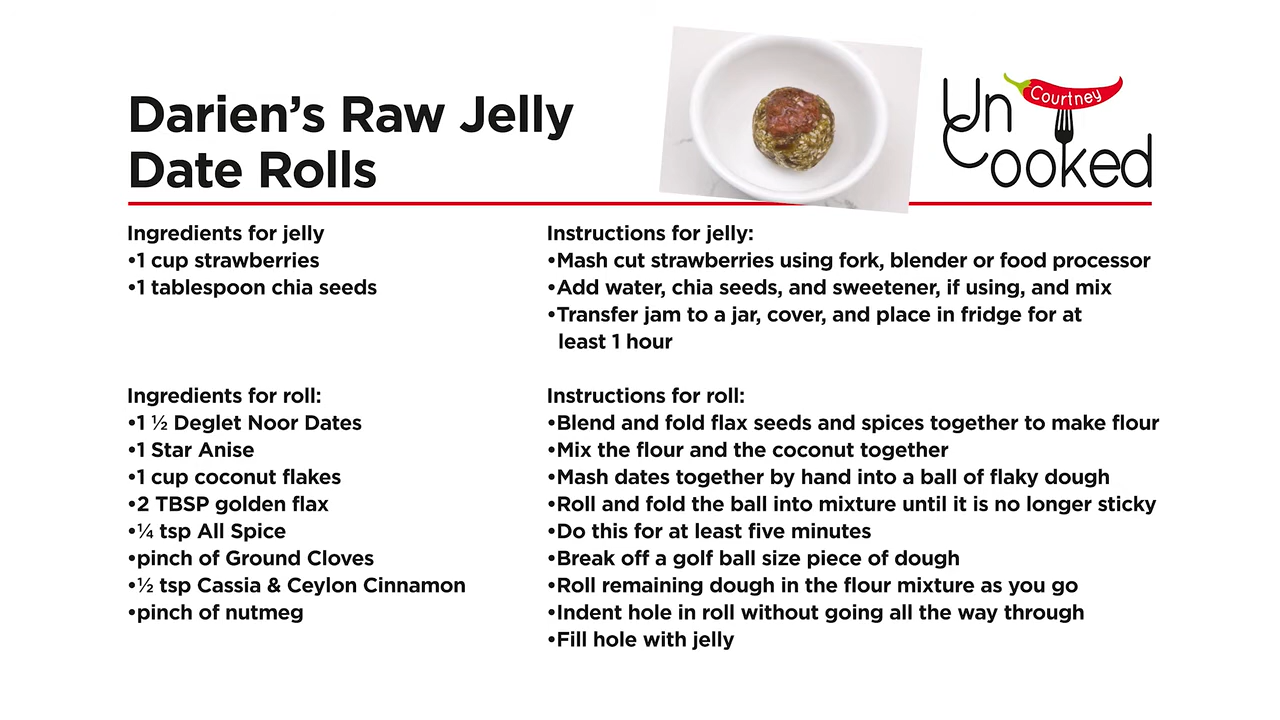 Darien's Raw Jelly
Date Rolls
Un
Courtney
Cooked
Ingredients for jelly
•1 cup strawberries
•1 tablespoon chia seeds
Instructions for jelly:
•Mash cut strawberries using fork, blender or food processor
•Add water, chia seeds, and sweetener, if using, and mix
•Transfer jam to a jar, cover, and place in fridge for at
least 1 hour
Ingredients for roll:
•1 ½ Deglet Noor Dates
•1 Star Anise
•1 cup coconut flakes
•2 TBSP golden flax
•¼ tsp All Spice
•pinch of Ground Cloves
•½ tsp Cassia & Ceylon Cinnamon
•pinch of nutmeg
Instructions for roll:
•Blend and fold flax seeds and spices together to make flour
•Mix the flour and the coconut together
•Mash dates together by hand into a ball of flaky dough
•Roll and fold the ball into mixture until it is no longer sticky
•Do this for at least five minutes
•Break off a golf ball size piece of dough
•Roll remaining dough in the flour mixture as you go
•Indent hole in roll without going all the way through
•Fill hole with jelly